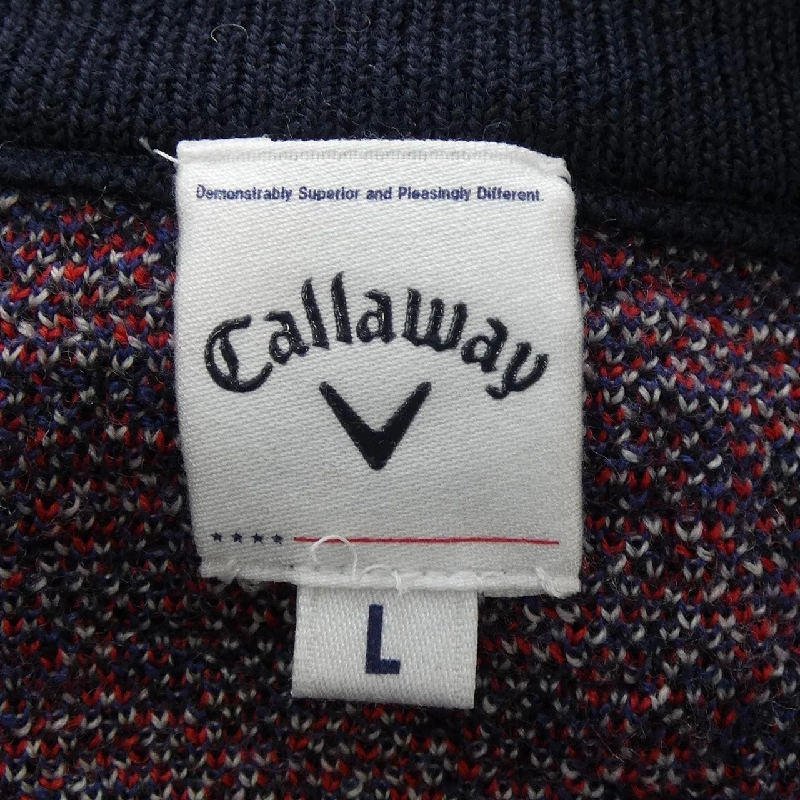 Demonstrably Superior and Pleasingly Different.
Callaway
L